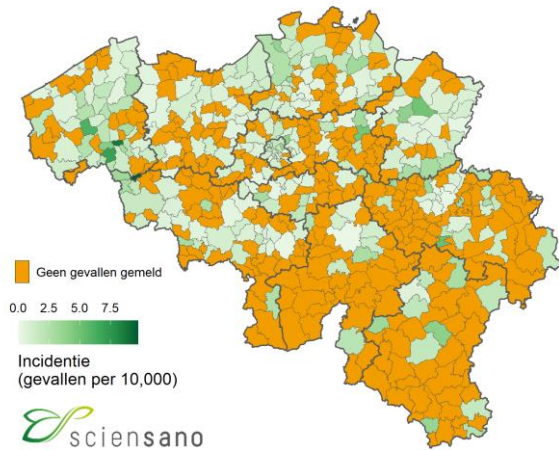 Geen gevallen gemeld
0.0 2.5 5.0 7.5
Incidentie
(gevallen per 10,000)
sciensano